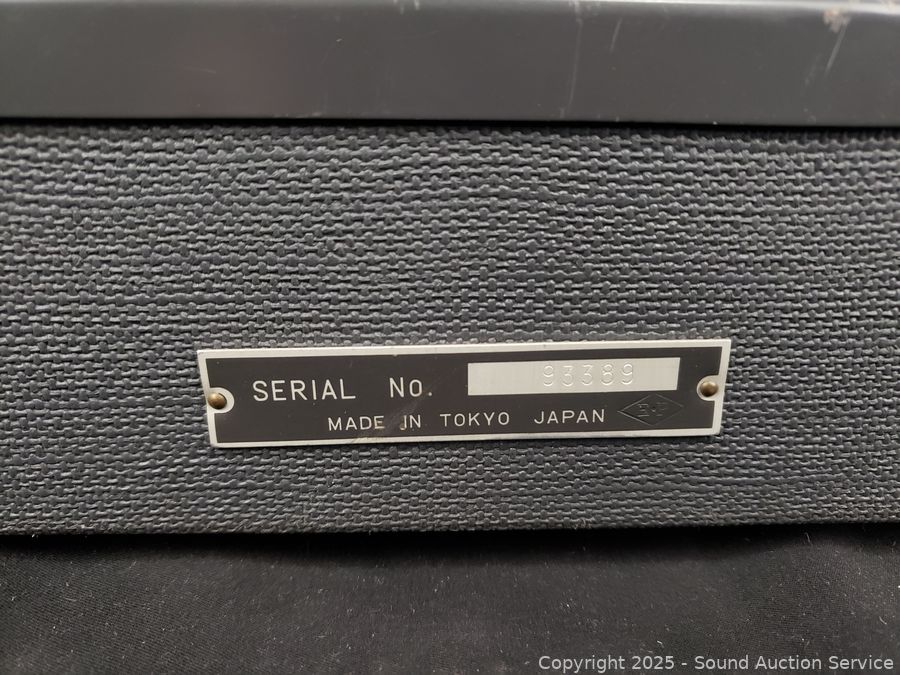 SERIAL No. 93389
MADE IN TOKYO JAPAN
Copyright © 2025 - Sound Auction Service